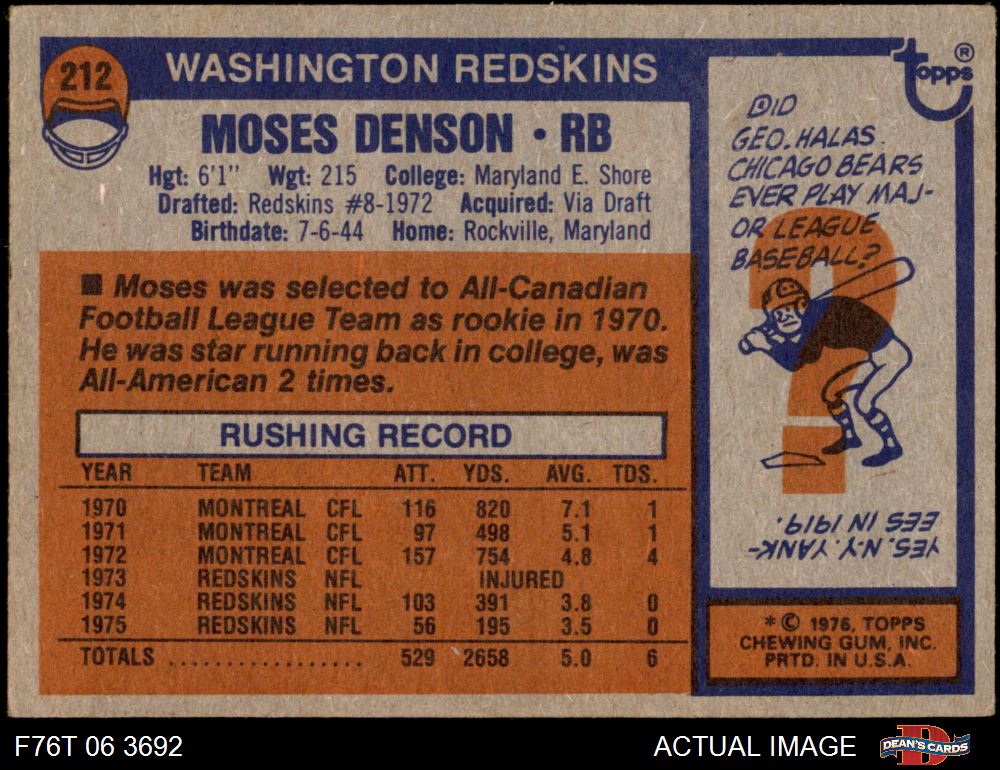 212
WASHINGTON REDSKINS
MOSES DENSON • RB
Hgt: 6'1" Wgt: 215 College: Maryland E. Shore
Drafted: Redskins #8-1972 Acquired: Via Draft
Birthdate: 7-6-44 Home: Rockville, Maryland
■ Moses was selected to All-Canadian
Football League Team as rookie in 1970.
He was star running back in college, was
All-American 2 times.
RUSHING RECORD
YEAR TEAM ATT. YDS. AVG. TDS.
1970 MONTREAL CFL 116 820 7.1 1
1971 MONTREAL CFL 97 498 5.1 1
1972 MONTREAL CFL 157 754 4.8 4
1973 REDSKINS NFL INJURED
1974 REDSKINS NFL 103 391 3.8 0
1975 REDSKINS NFL 56 195 3.5 0
TOTALS .................. 529 2658 5.0 6
topps®
DID
GEO. HALAS
CHICAGO BEARS
EVER PLAY MAJ-
OR LEAGUE
BASEBALL?
?
YES. N.Y. YANK-
EES IN 1919.
* © 1976, TOPPS
CHEWING GUM, INC.
PRTD. IN U.S.A.
F76T 06 3692
ACTUAL IMAGE
D
DEAN'S CARDS